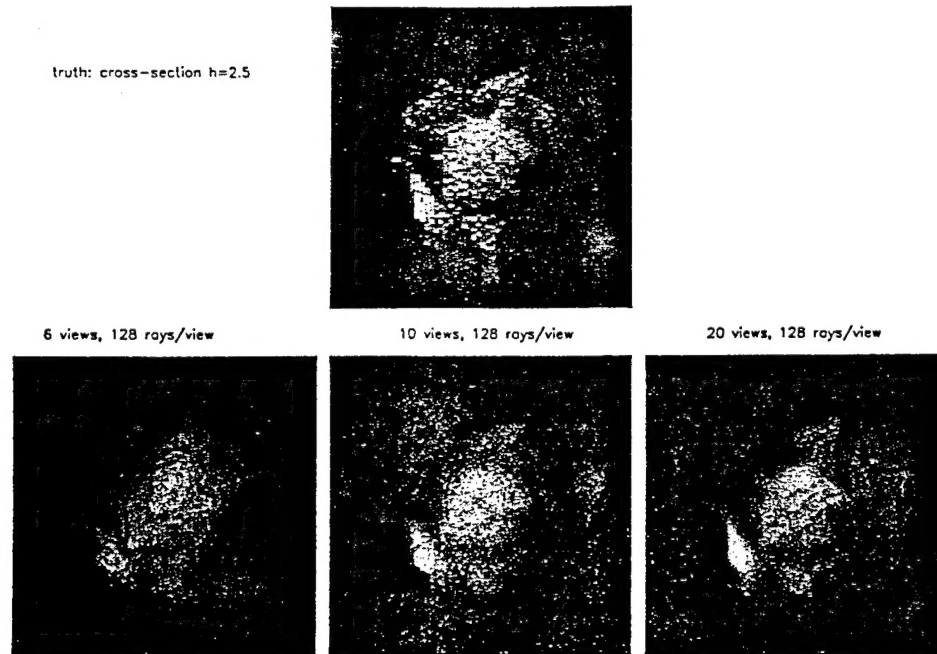 truth: cross-section h=2.5
6 views, 128 rays/view
10 views, 128 rays/view
20 views, 128 rays/view